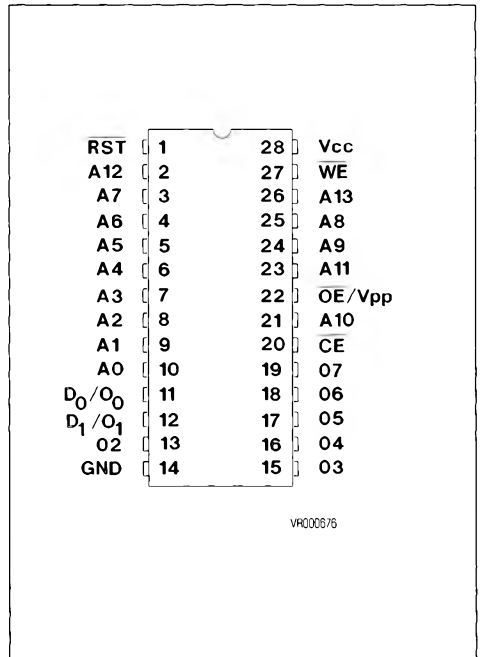 RST 1 28 Vcc
A12 2 27 WE
A7 3 26 A13
A6 4 25 A8
A5 5 24 A9
A4 6 23 A11
A3 7 22 OE/Vpp
A2 8 21 A10
A1 9 20 CE
A0 10 19 07
D0/O0 11 18 06
D1/O1 12 17 05
02 13 16 04
GND 14 15 03
VR000676